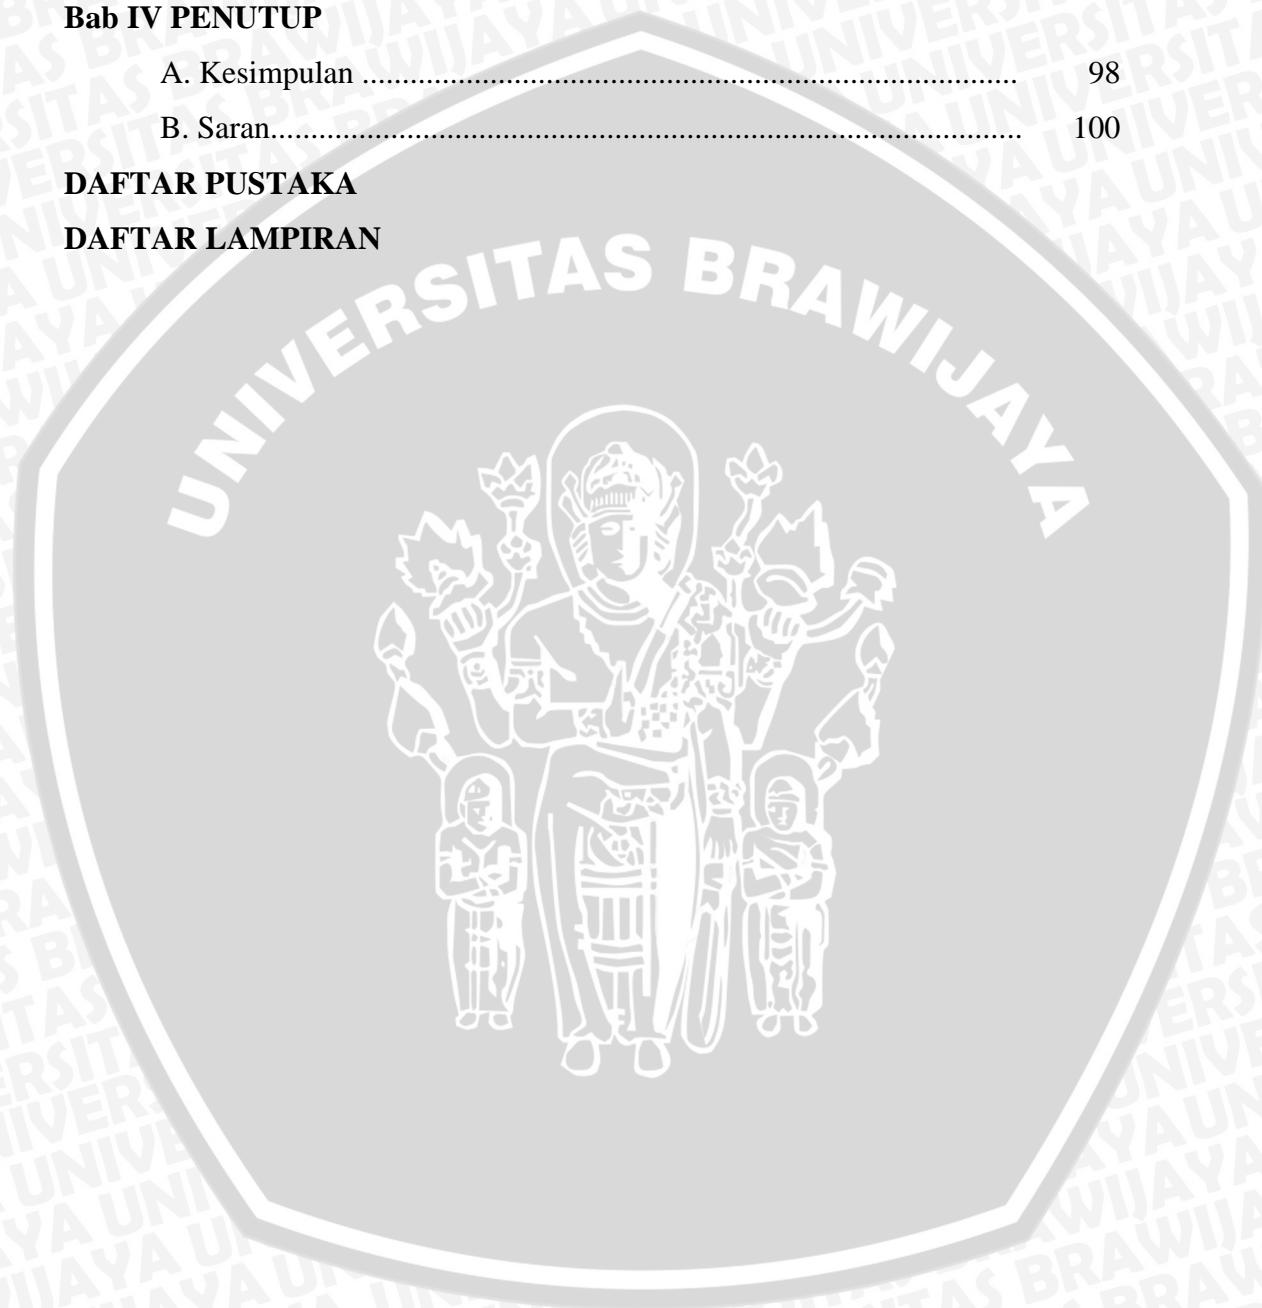 Bab IV PENUTUP
A. Kesimpulan ................................................................................. 98
B. Saran............................................................................................. 100
DAFTAR PUSTAKA
DAFTAR LAMPIRAN
UNIVERSITAS BRAWIJAYA